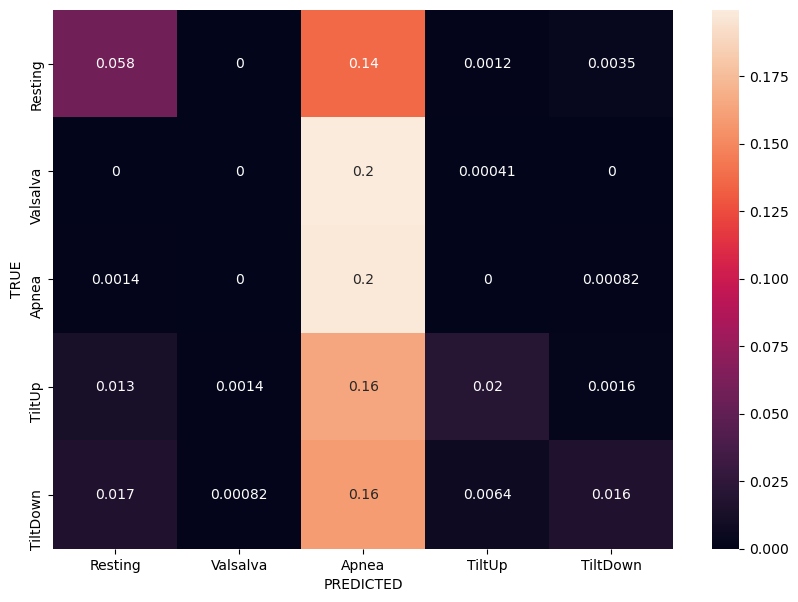 Resting 0.058 0 0.14 0.0012 0.0035
Valsalva 0 0 0.2 0.00041 0
Apnea 0.0014 0 0.2 0 0.00082
TiltUp 0.013 0.0014 0.16 0.02 0.0016
TiltDown 0.017 0.00082 0.16 0.0064 0.016
TRUE
Resting Valsalva Apnea TiltUp TiltDown
PREDICTED
0.175
0.150
0.125
0.100
0.075
0.050
0.025
0.000